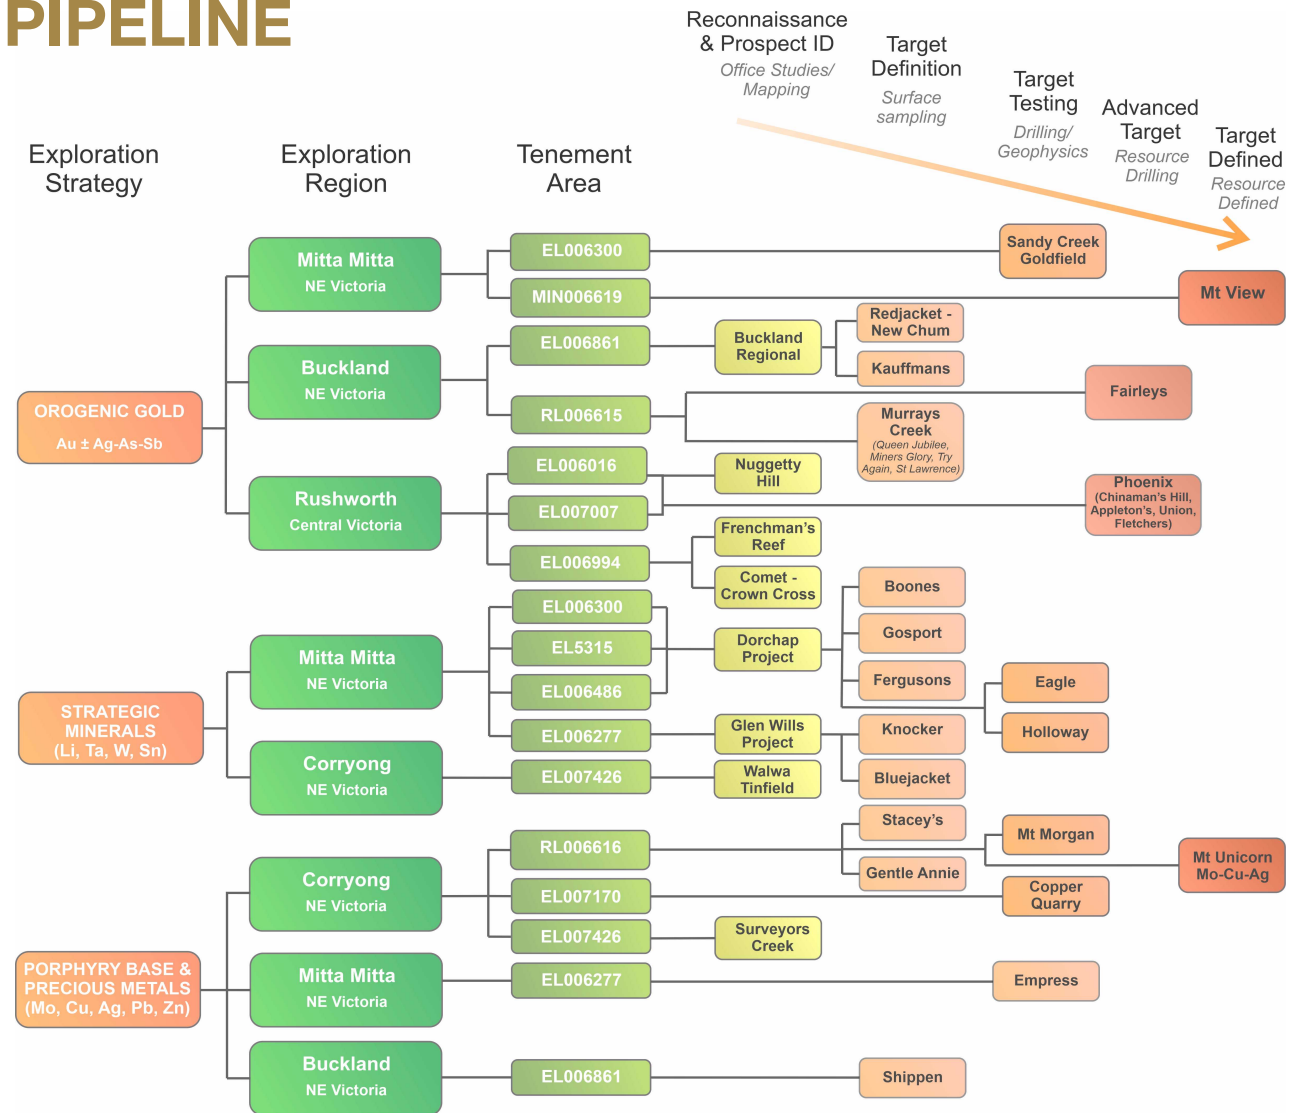 PIPELINE
Reconnaissance
& Prospect ID
Office Studies/
Mapping
Target
Definition
Surface
sampling
Target
Testing
Drilling/
Geophysics
Advanced
Target
Resource
Drilling
Target
Defined
Resource
Defined
Exploration
Strategy
Exploration
Region
Tenement
Area
OROGENIC GOLD
Au ± Ag-As-Sb
Mitta Mitta
NE Victoria
EL006300
Sandy Creek
Goldfield
MIN006619
Mt View
Buckland
NE Victoria
EL006861
Buckland
Regional
Redjacket -
New Chum
Kauffmans
RL006615
Fairleys
Murrays
Creek
(Queen Jubilee,
Miners Glory, Try
Again, St Lawrence)
Rushworth
Central Victoria
EL006016
Nuggetty
Hill
EL007007
Phoenix
(Chinaman's Hill,
Appleton's, Union,
Fletchers)
EL006994
Frenchman's
Reef
Comet -
Crown Cross
STRATEGIC
MINERALS
(Li, Ta, W, Sn)
Mitta Mitta
NE Victoria
EL006300
EL5315
EL006486
Dorchap
Project
Boones
Gosport
Fergusons
Eagle
Holloway
EL006277
Glen Wills
Project
Knocker
Bluejacket
Corryong
NE Victoria
EL007426
Walwa
Tinfield
PORPHYRY BASE &
PRECIOUS METALS
(Mo, Cu, Ag, Pb, Zn)
Corryong
NE Victoria
RL006616
Stacey's
Gentle Annie
Mt Morgan
Mt Unicorn
Mo-Cu-Ag
EL007170
Copper
Quarry
EL007426
Surveyors
Creek
Mitta Mitta
NE Victoria
EL006277
Empress
Buckland
NE Victoria
EL006861
Shippen